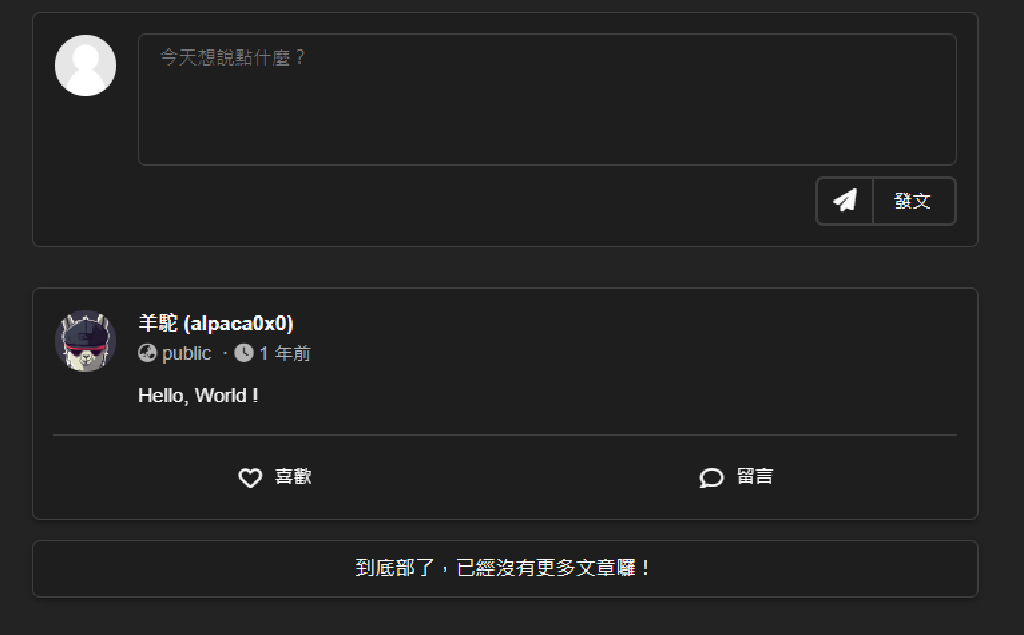 今天想說點什麼？
發文
羊駝 (alpaca0x0)
public · 1 年前
Hello, World !
喜歡
留言
到底部了，已經沒有更多文章囉！